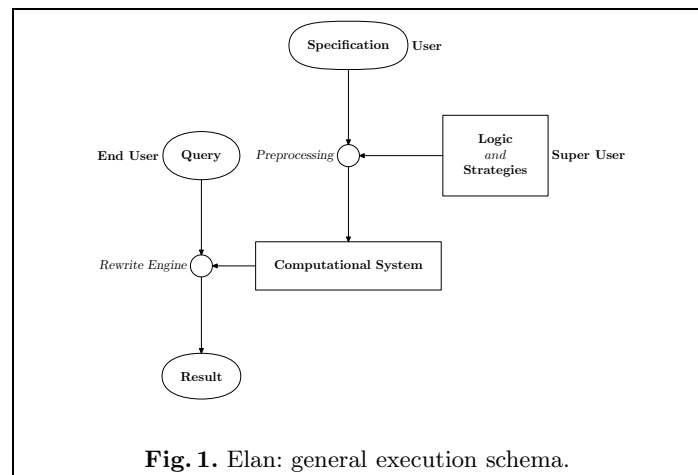 Specification
User
Logic
and
Strategies
Super User
End User
Query
Preprocessing
Rewrite Engine
Computational System
Result
Fig. 1. Elan: general execution schema.